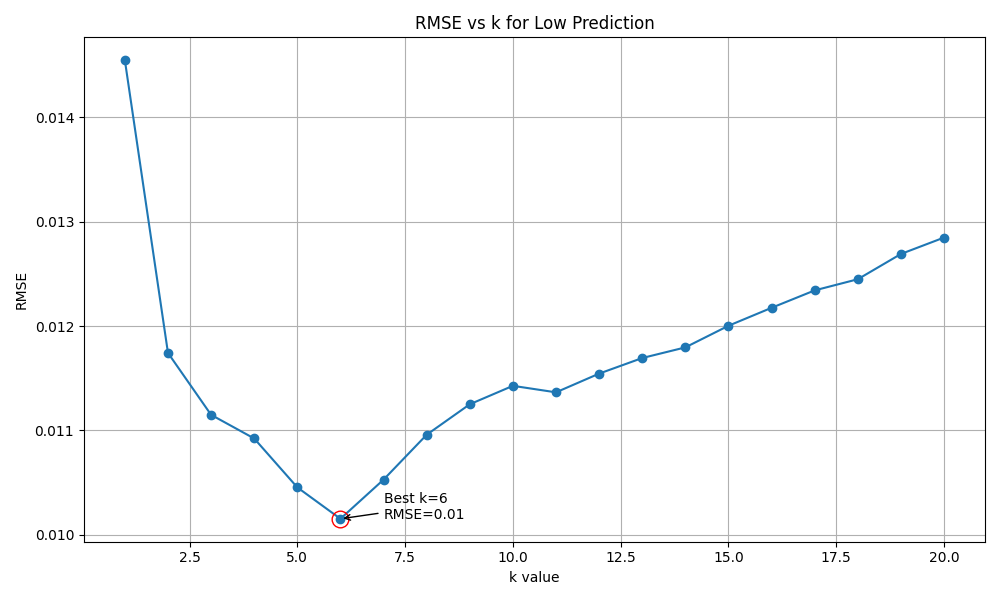 RMSE vs k for Low Prediction
RMSE
0.014
0.013
0.012
0.011
0.010
Best k=6
RMSE=0.01
2.5 5.0 7.5 10.0 12.5 15.0 17.5 20.0
k value